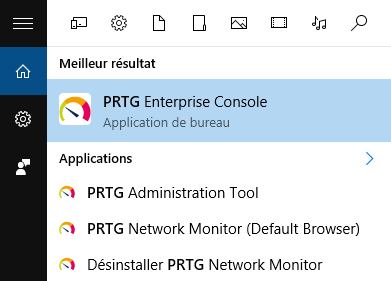 Meilleur résultat
PRTG Enterprise Console
Application de bureau
Applications
PRTG Administration Tool
PRTG Network Monitor (Default Browser)
Désinstaller PRTG Network Monitor